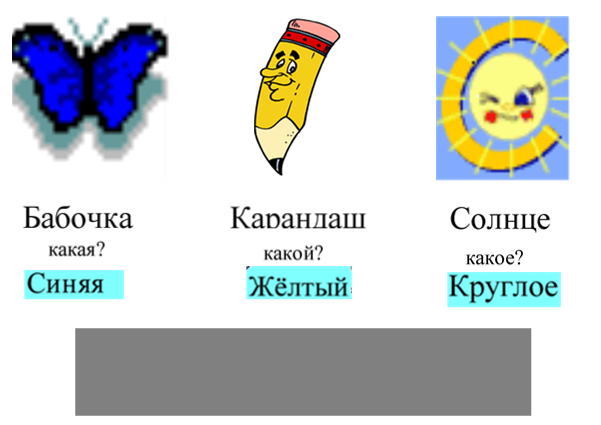 Бабочка Карандаш Солнце
какая? какой? какое?
Синяя Жёлтый Круглое